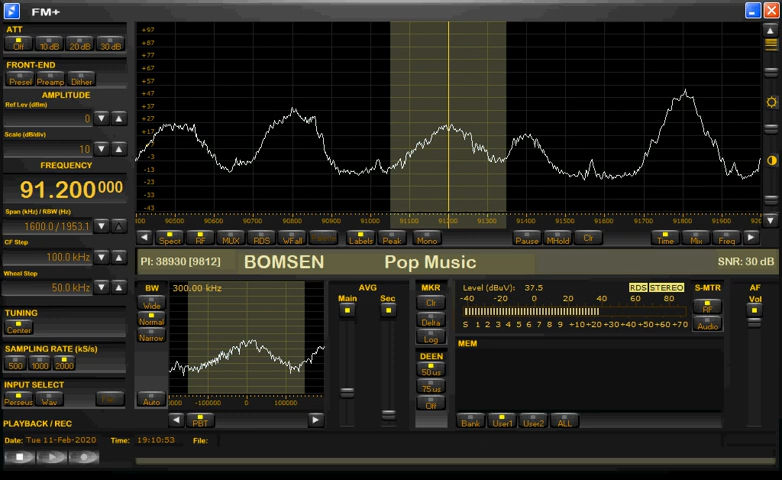 FM+
ATT
Off 10 dB 20 dB 30 dB
FRONT-END
Presel Preamp Dither
AMPLITUDE
Ref Lev (dBm)
0
Scale (dB/div)
10
FREQUENCY
91.200000
Span (kHz) / RBW (Hz)
1600.0 / 1953.1
CF Step
100.0 kHz
Wheel Step
50.0 kHz
TUNING
Center
SAMPLING RATE (kS/s)
500 1000 2000
INPUT SELECT
Perseus Wav
+97
+87
+77
+67
+57
+47
+37
+27
+17
+7
-3
-13
-23
-33
-43
400 90500 90600 90700 90800 90900 91000 91100 91200 91300 91400 91500 91600 91700 91800 91900
Spect RF MUX RDS WFall Labels Peak Mono Pause MHold Clr Time Mix Freq
PI: 38930 [9812] BOMSEN Pop Music SNR: 30 dB
BW
Wide
Normal
Narrow
Auto
300.00 kHz
000 -100000 0 100000
PBT
AVG
Main Sec
MKR
Clr
Delta
Log
DEEN
50 us
75 us
Off
Level (dBuV): 37.5 RDS STEREO
-40 -20 0 20 40 60 80
S 1 2 3 4 5 6 7 8 9 +10+20+30+40+50+60+70
S-MTR
RF
Audio
AF
Vol
MEM
Bank User1 User2 ALL
PLAYBACK / REC
Date: Tue 11-Feb-2020 Time: 19:10:53 File: